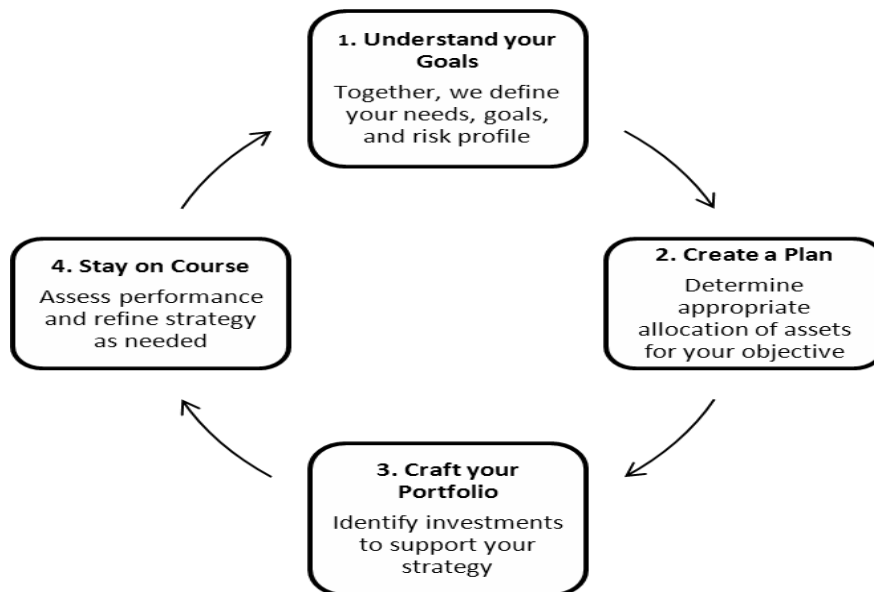 1. Understand your
Goals
Together, we define
your needs, goals,
and risk profile
2. Create a Plan
Determine
appropriate
allocation of assets
for your objective
3. Craft your
Portfolio
Identify investments
to support your
strategy
4. Stay on Course
Assess performance
and refine strategy
as needed